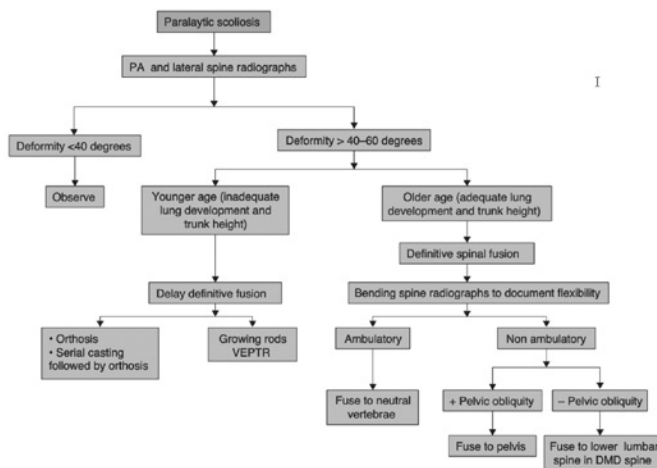 Paralaytic scoliosis
PA and lateral spine radiographs
Deformity <40 degrees
Deformity > 40–60 degrees
Observe
Younger age (inadequate
lung development and
trunk height)
Older age (adequate lung
development and trunk height)
Definitive spinal fusion
Delay definitive fusion
Bending spine radiographs to document flexibility
• Orthosis
• Serial casting
followed by orthosis
Growing rods
VEPTR
Ambulatory
Non ambulatory
Fuse to neutral
vertebrae
+ Pelvic obliquity
– Pelvic obliquity
Fuse to pelvis
Fuse to lower lumbar
spine in DMD spine